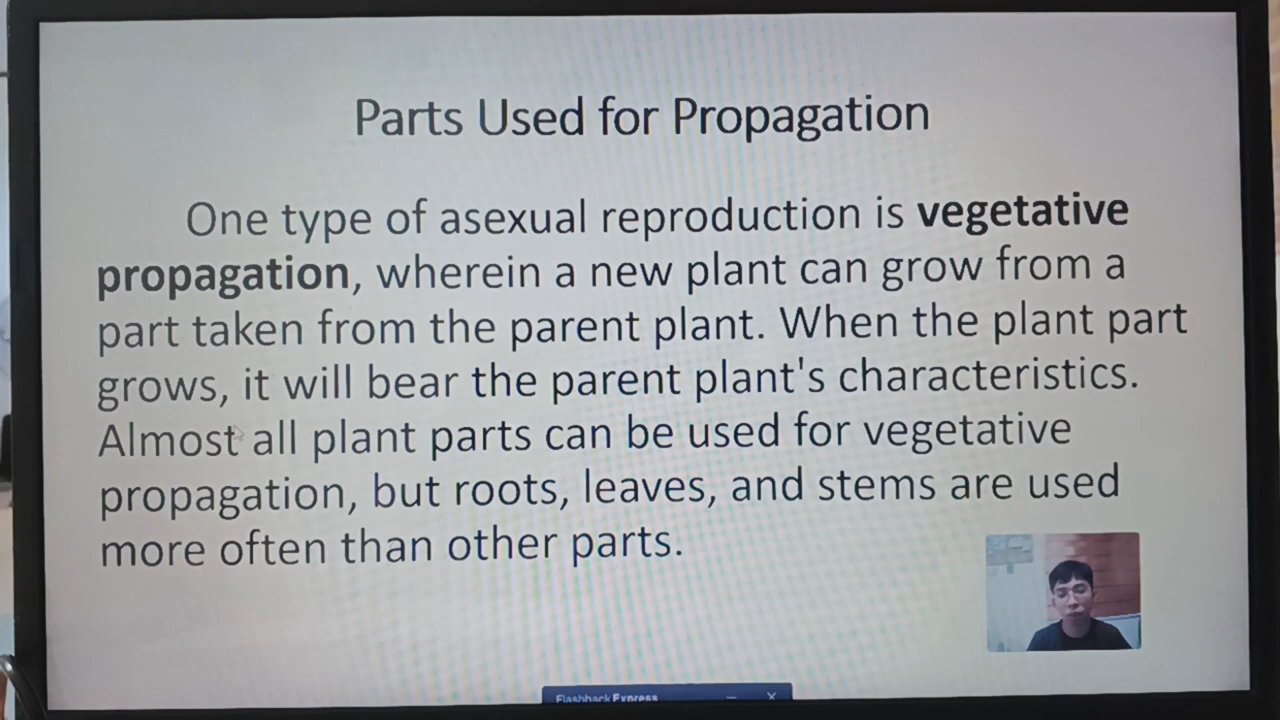 Parts Used for Propagation
One type of asexual reproduction is vegetative
propagation, wherein a new plant can grow from a
part taken from the parent plant. When the plant part
grows, it will bear the parent plant's characteristics.
Almost all plant parts can be used for vegetative
propagation, but roots, leaves, and stems are used
more often than other parts.
Flashback Express